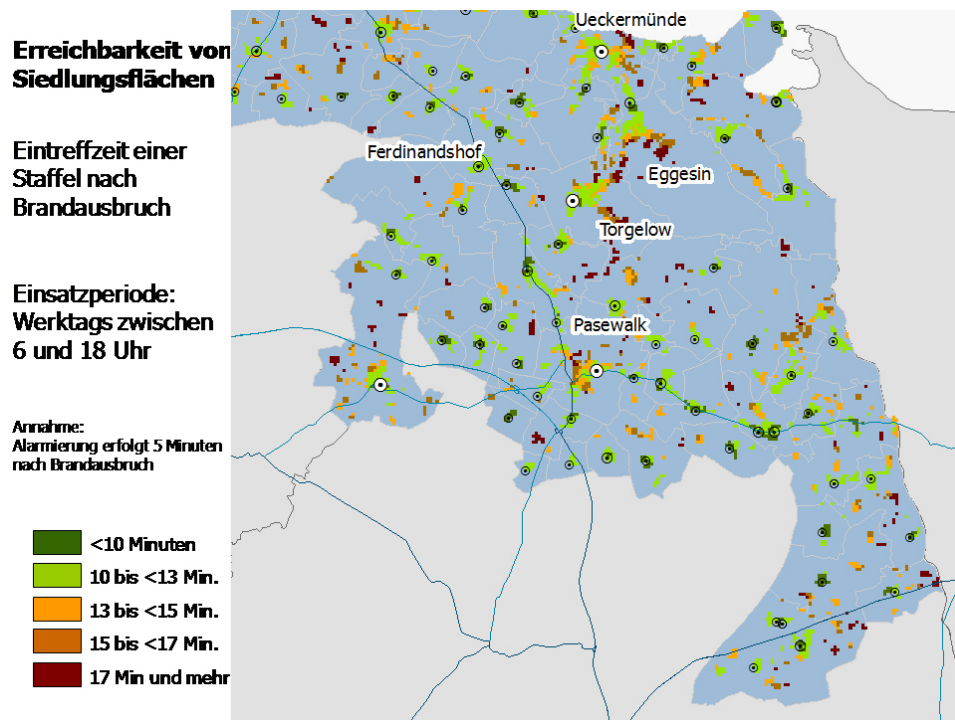 Erreichbarkeit von
Siedlungsflächen
Eintreffzeit einer
Staffel nach
Brandausbruch
Einsatzperiode:
Werktags zwischen
6 und 18 Uhr
Annahme:
Alarmierung erfolgt 5 Minuten
nach Brandausbruch
<10 Minuten
10 bis <13 Min.
13 bis <15 Min.
15 bis <17 Min.
17 Min und mehr
Ueckermünde
Ferdinandshof
Eggesin
Torgelow
Pasewalk